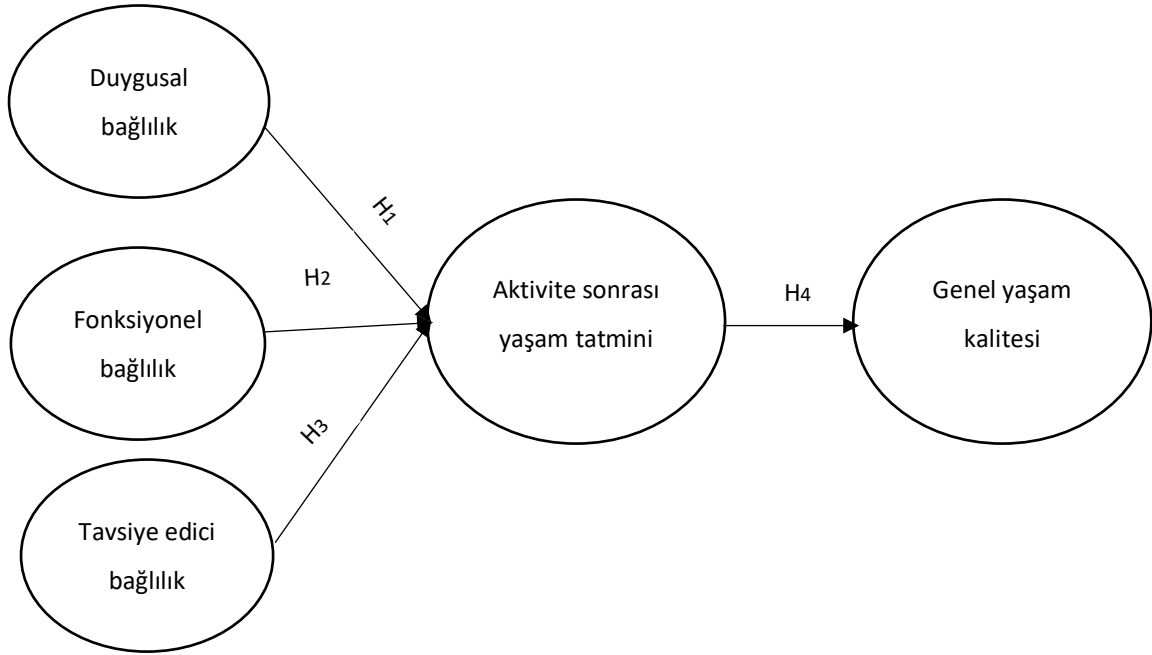 Duygusal
bağlılık
H1
H2
Fonksiyonel
bağlılık
H3
Tavsiye edici
bağlılık
Aktivite sonrası
yaşam tatmini
H4
Genel yaşam
kalitesi